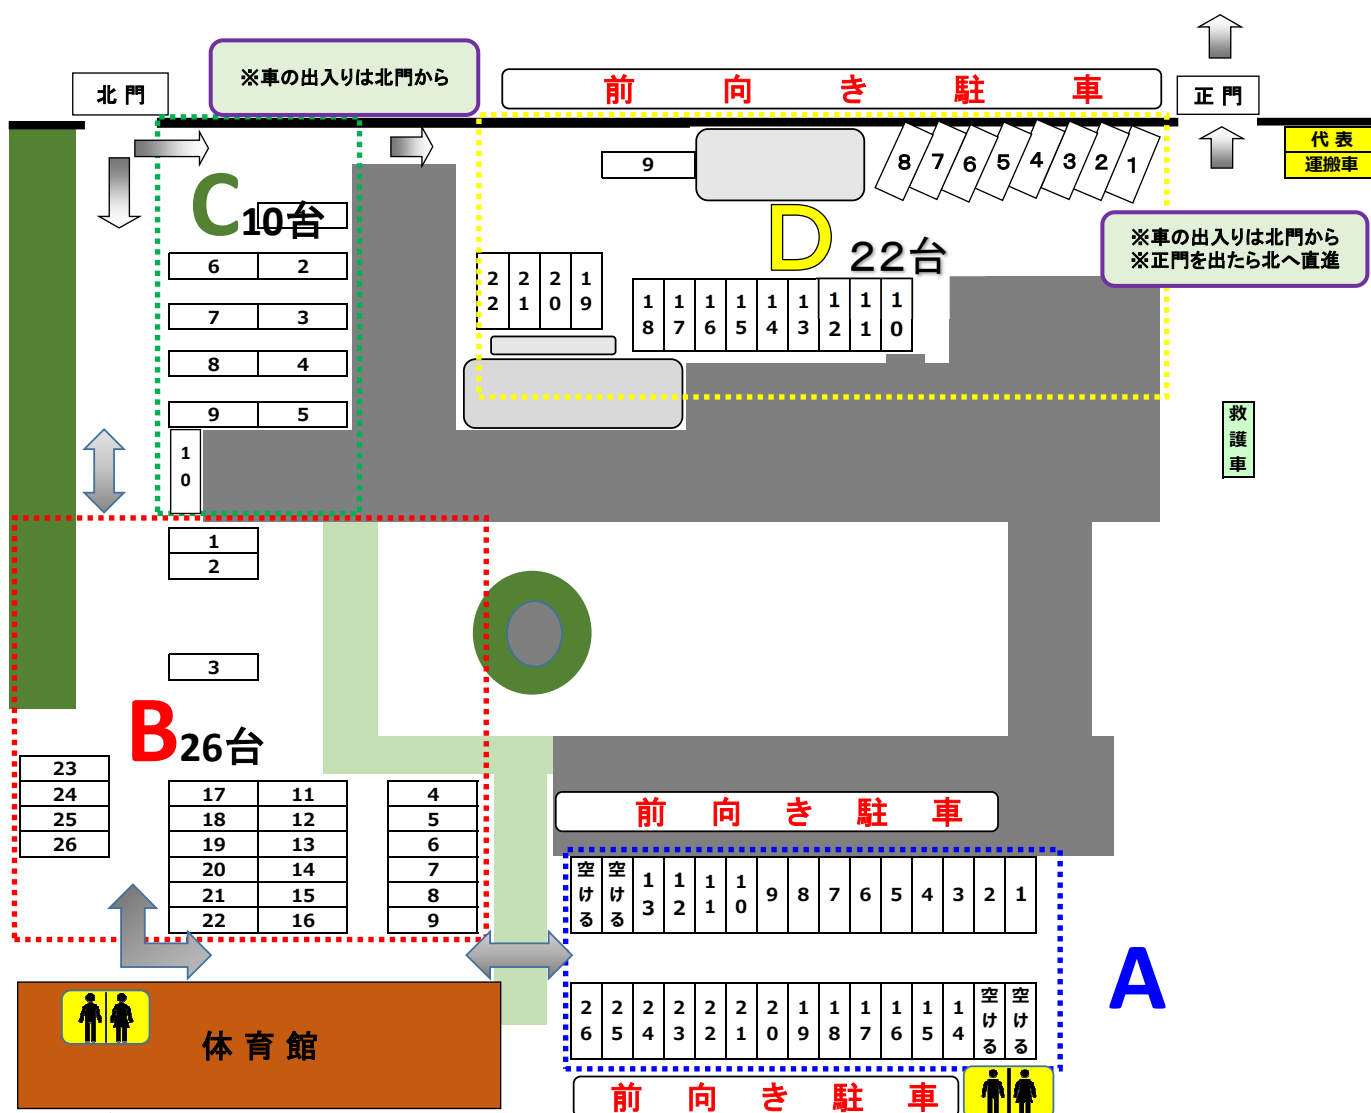 ※車の出入りは北門から
前向き駐車
北門
正門
代表
運搬車
※車の出入りは北門から
※正門を出たら北へ直進
C10台
1
6 2
7 3
8 4
9 5
10
D 22台
9
8 7 6 5 4 3 2 1
22 21 20 19
18 17 16 15 14 13 12 11 10
救護車
1
2
3
B26台
23
24
25
26
17 11
18 12
19 13
20 14
21 15
22 16
4
5
6
7
8
9
前向き駐車
空ける 空ける 13 12 11 10 9 8 7 6 5 4 3 2 1
A
26 25 24 23 22 21 20 19 18 17 16 15 14 空ける 空ける
前向き駐車
体育館